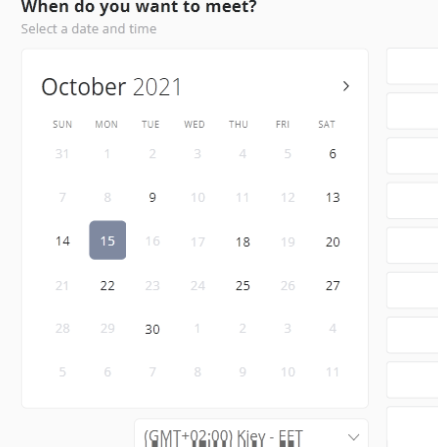 When do you want to meet?
Select a date and time
October 2021
SUN MON TUE WED THU FRI SAT
31 1 2 3 4 5 6
7 8 9 10 11 12 13
14 15 16 17 18 19 20
21 22 23 24 25 26 27
28 29 30 1 2 3 4
5 6 7 8 9 10 11
(GMT+02:00) Kiev - EET